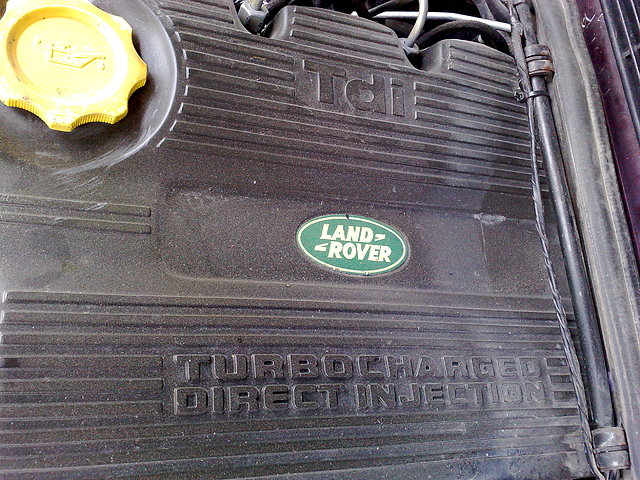 Tdi
LAND
ROVER
TURBOCHARGED
DIRECT INJECTION